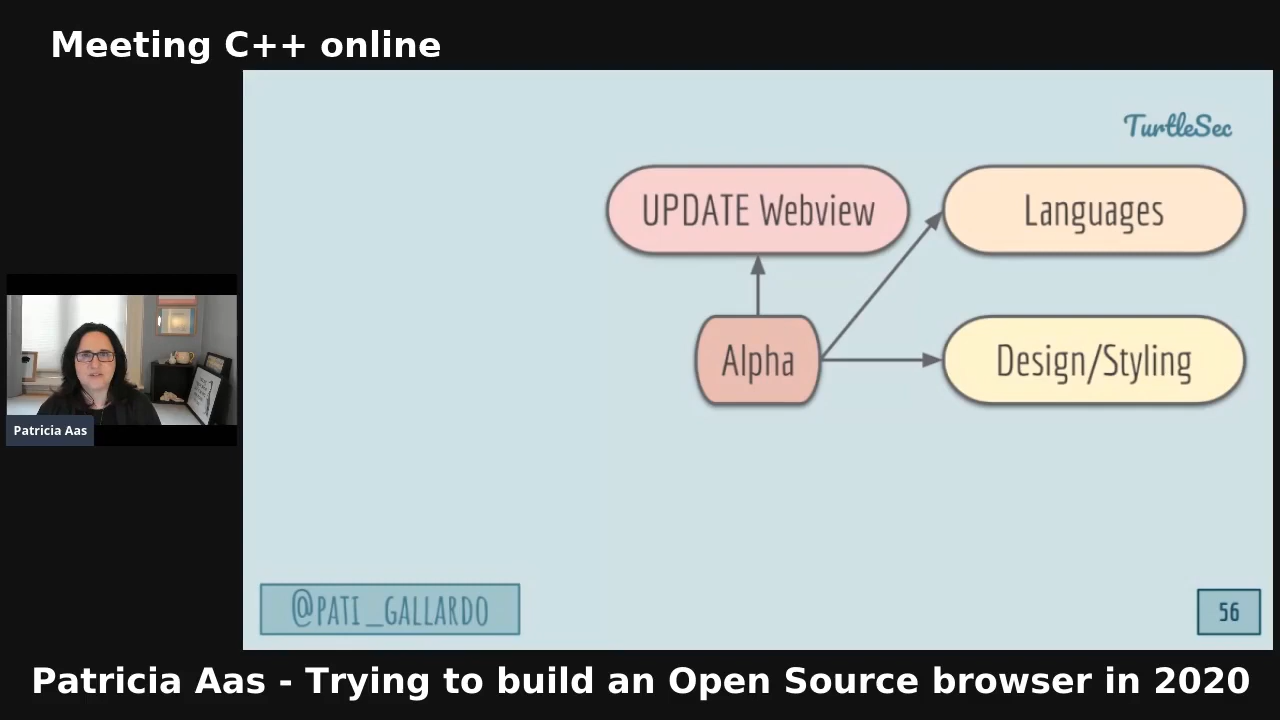 Meeting C++ online
TurtleSec
UPDATE Webview
Languages
Alpha
Design/Styling
Patricia Aas
@PATI_GALLARDO
56
Patricia Aas - Trying to build an Open Source browser in 2020